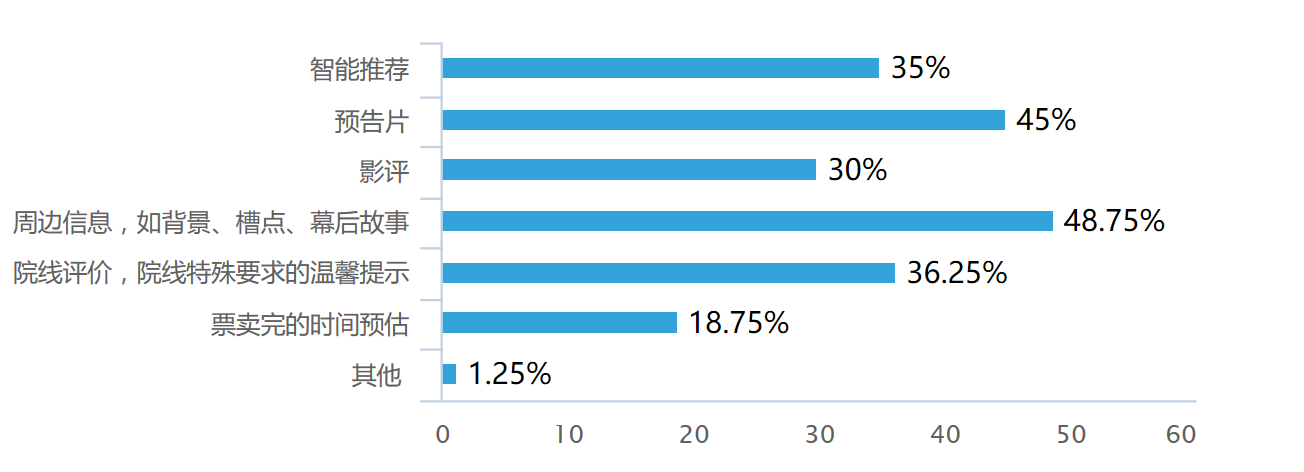 智能推荐 35%
预告片 45%
影评 30%
周边信息，如背景、槽点、幕后故事 48.75%
院线评价，院线特殊要求的温馨提示 36.25%
票卖完的时间预估 18.75%
其他 1.25%
0 10 20 30 40 50 60